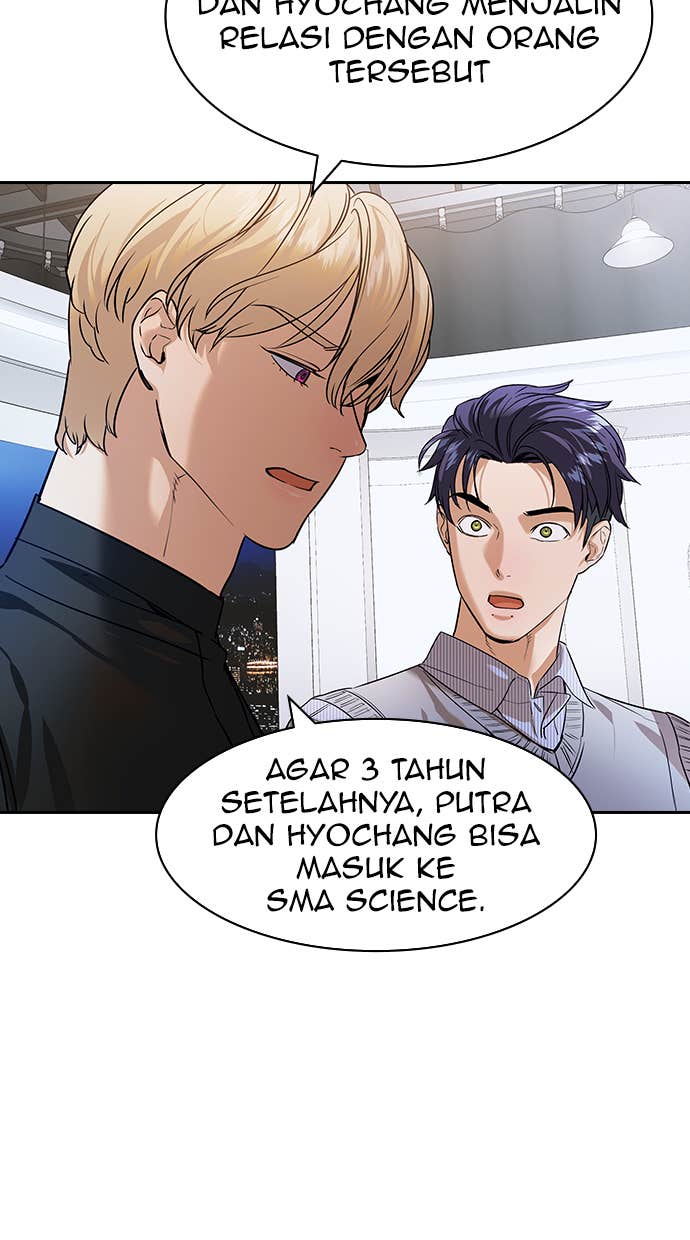 DAN HYOCHANG MENJALIN
RELASI DENGAN ORANG
TERSEBUT
AGAR 3 TAHUN
SETELAHNYA, PUTRA
DAN HYOCHANG BISA
MASUK KE
SMA SCIENCE.